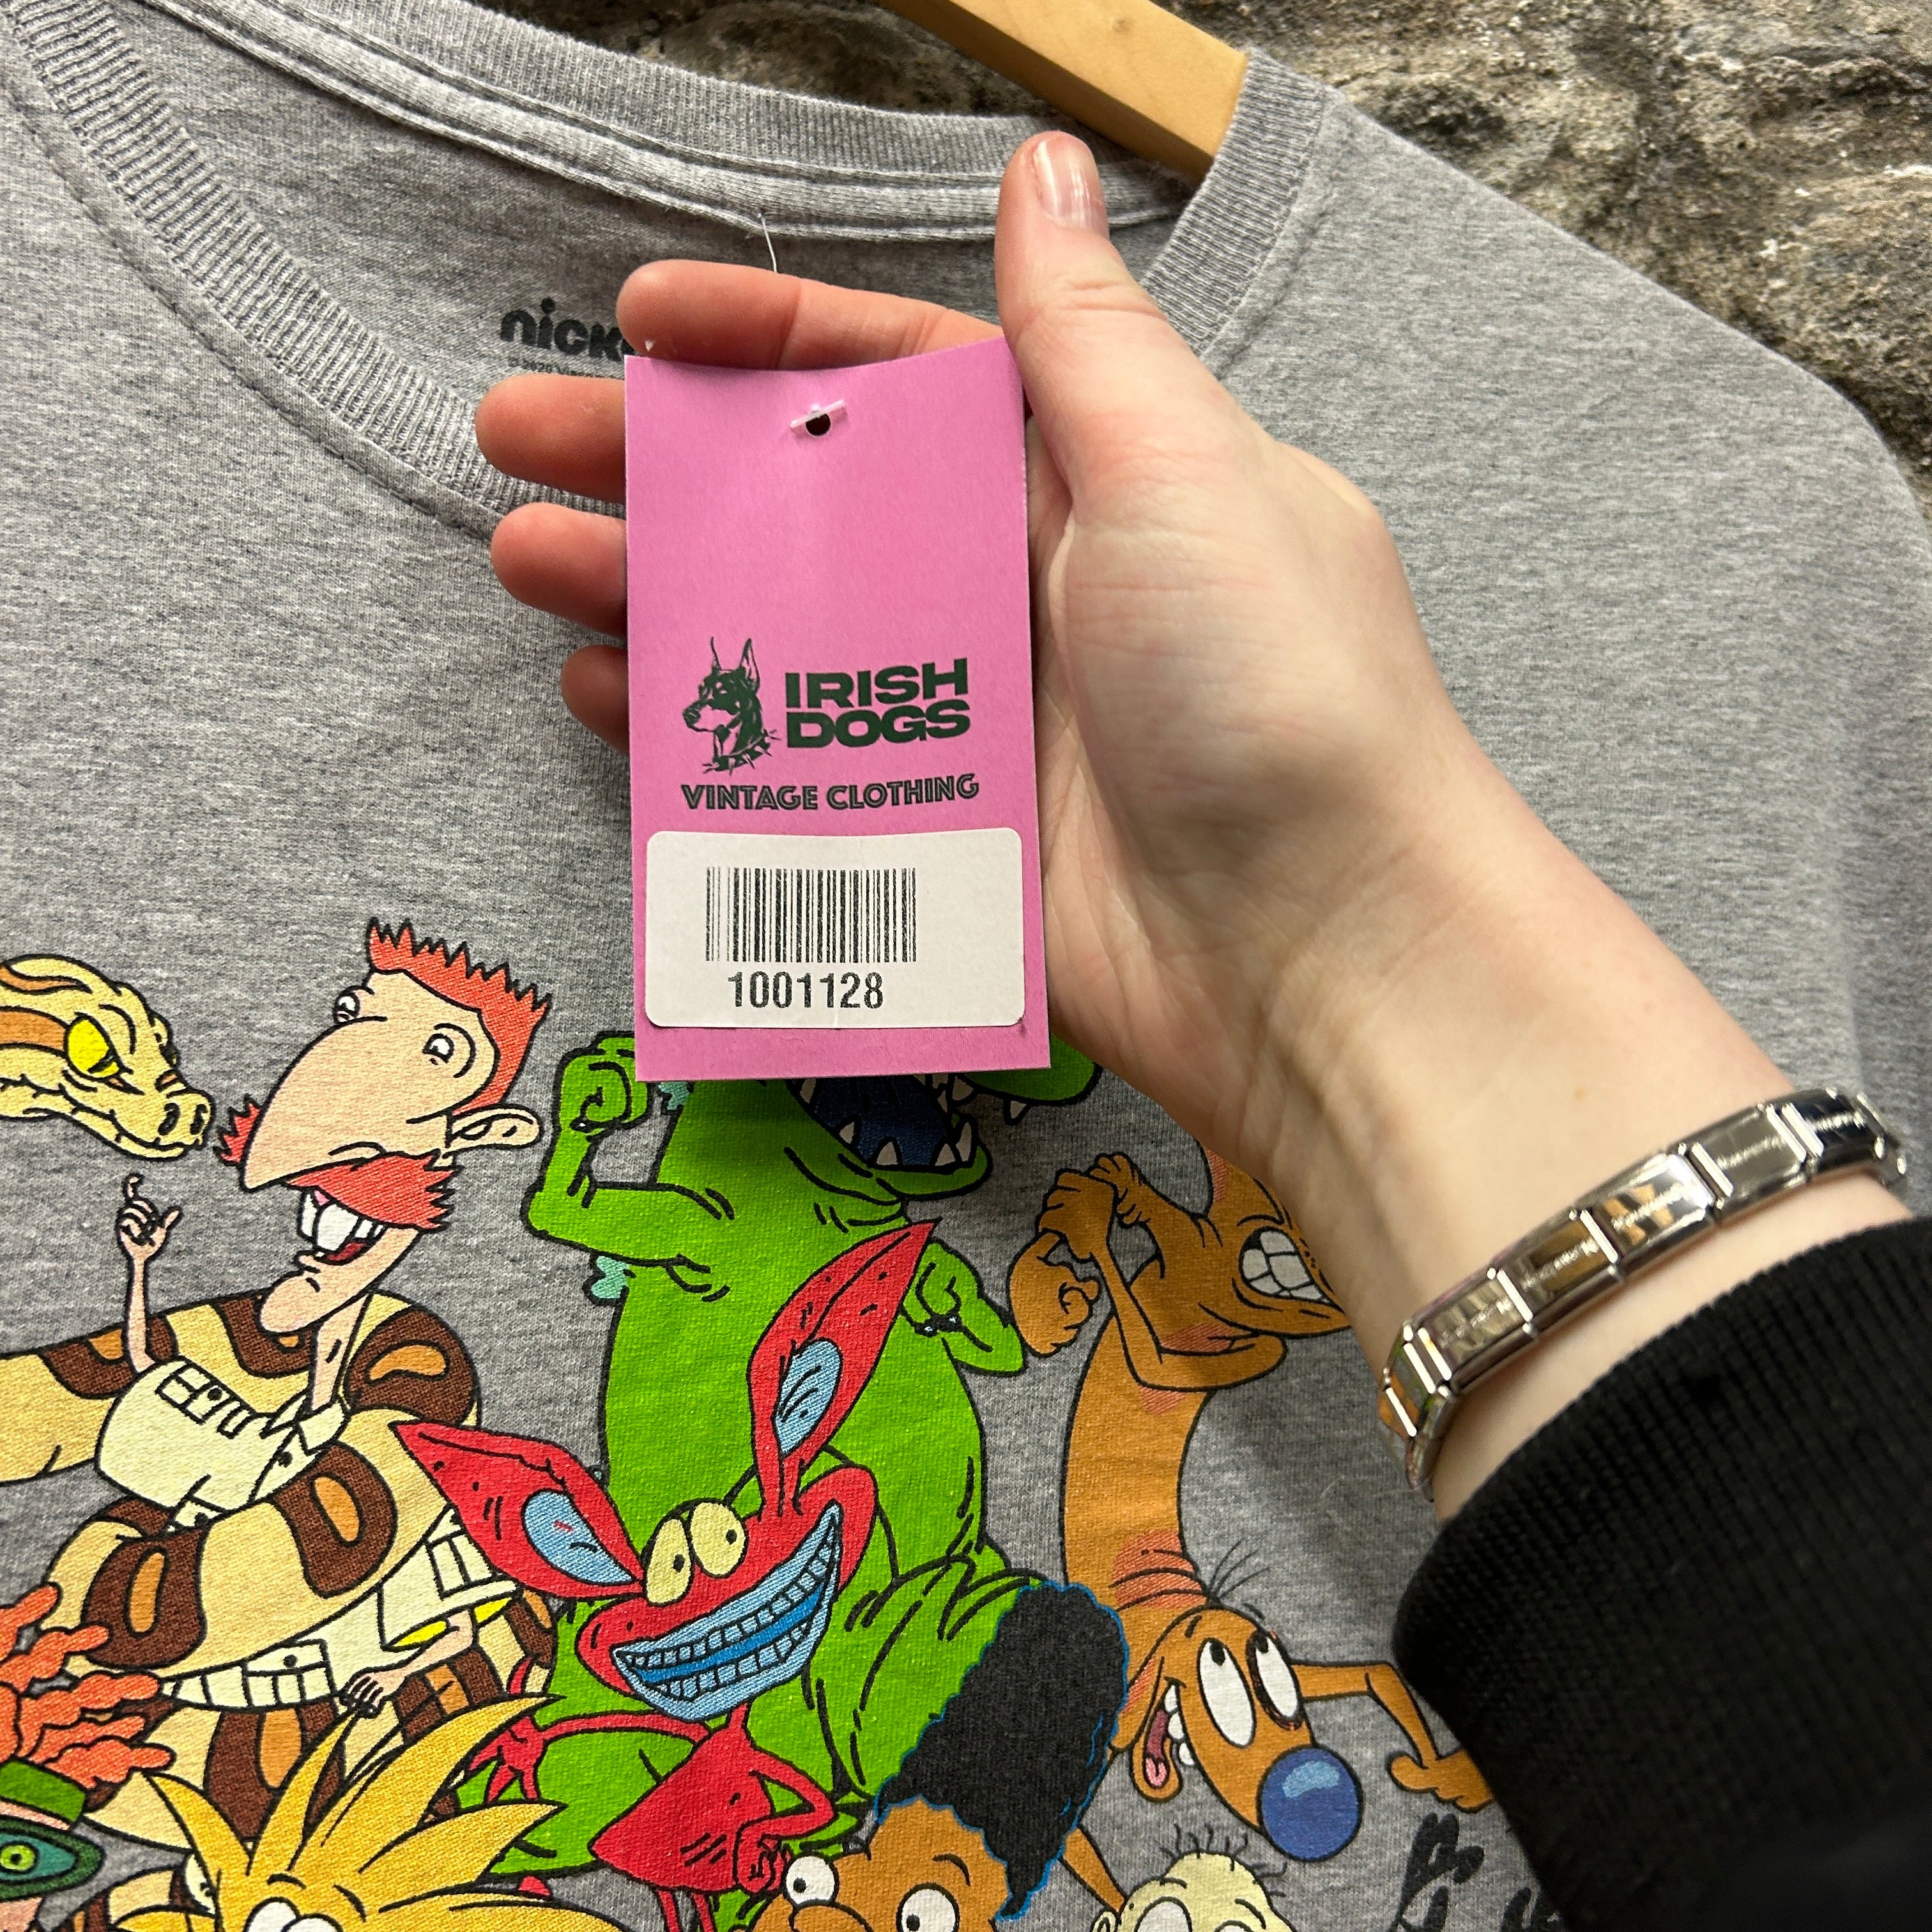 nick
IRISH
DOGS
VINTAGE CLOTHING
1001128